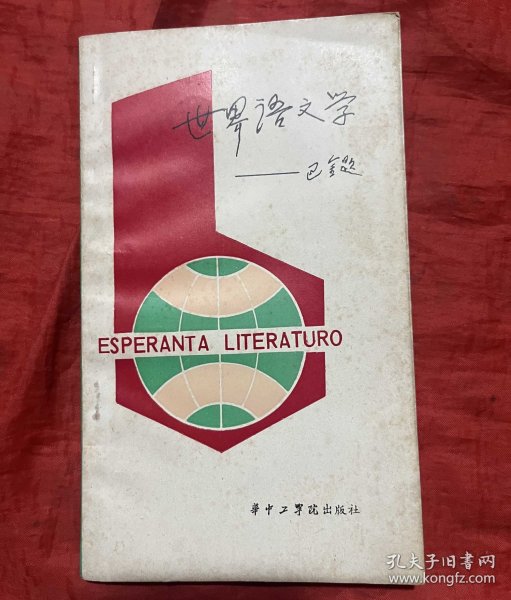 世界语文学
——巴金题
ESPERANTA LITERATURO
华中工学院出版社
孔夫子旧书网
www.kongfz.com